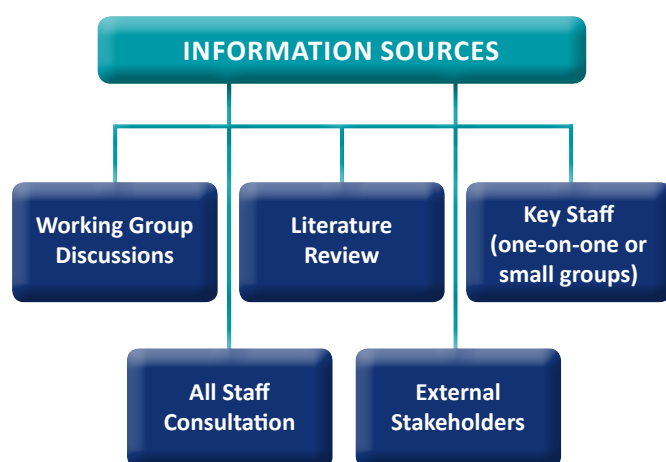 INFORMATION SOURCES
Working Group
Discussions
Literature
Review
Key Staff
(one-on-one or
small groups)
All Staff
Consultation
External
Stakeholders